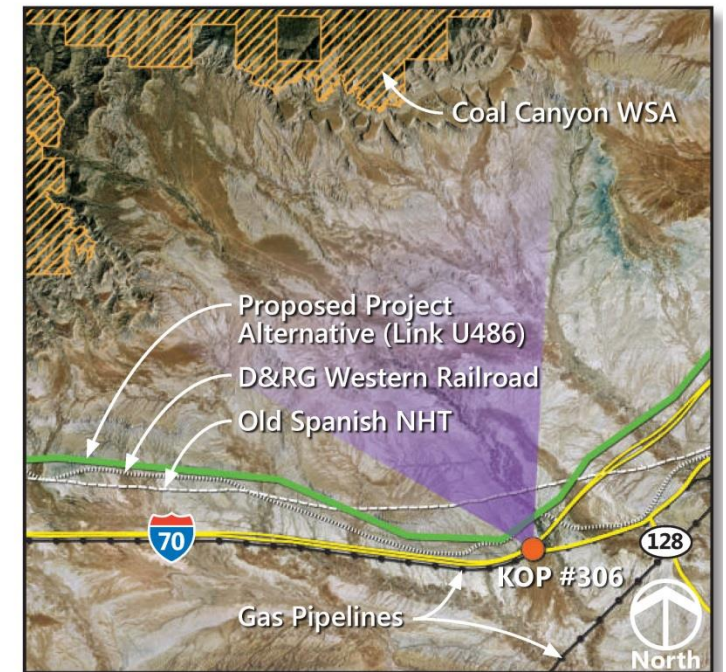 Coal Canyon WSA
Proposed Project
Alternative (Link U486)
D&RG Western Railroad
Old Spanish NHT
70
128
KOP #306
Gas Pipelines
North